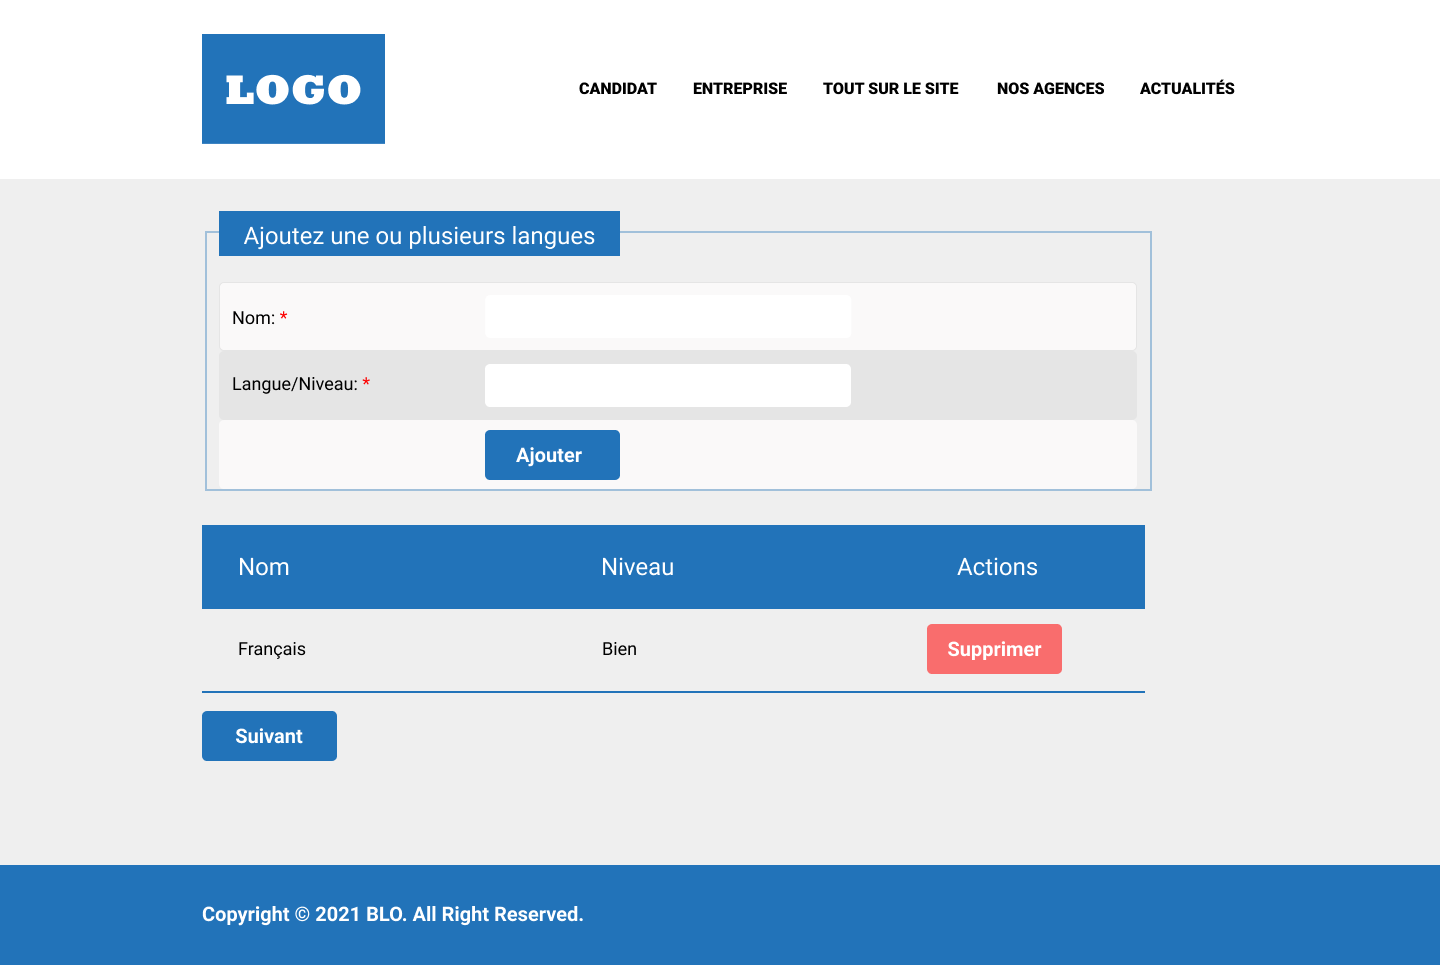 LOGO
CANDIDAT ENTREPRISE TOUT SUR LE SITE NOS AGENCES ACTUALITÉS
Ajoutez une ou plusieurs langues
Nom: *
Langue/Niveau: *
Ajouter
Nom Niveau Actions
Français Bien Supprimer
Suivant
Copyright © 2021 BLO. All Right Reserved.